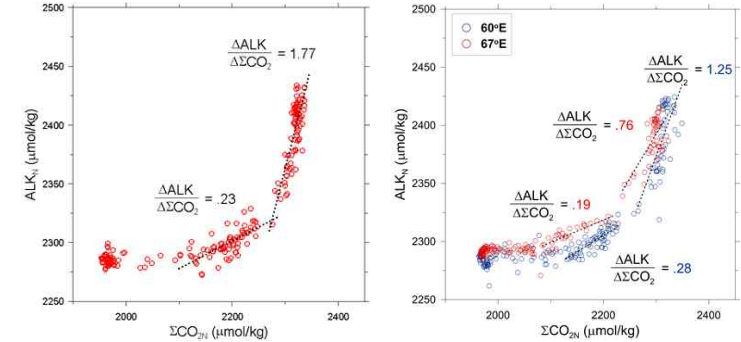 2500
2450
2400
2350
2300
2250
ALK_N (μmol/kg)
ΔALK
ΔΣCO₂ = 1.77
ΔALK
ΔΣCO₂ = .23
2000 2200 2400
ΣCO₂N (μmol/kg)
2500
2450
2400
2350
2300
2250
ALK_N (μmol/kg)
60°E
67°E
ΔALK
ΔΣCO₂ = 1.25
ΔALK
ΔΣCO₂ = .76
ΔALK
ΔΣCO₂ = .19
ΔALK
ΔΣCO₂ = .28
2000 2200 2400
ΣCO₂N (μmol/kg)